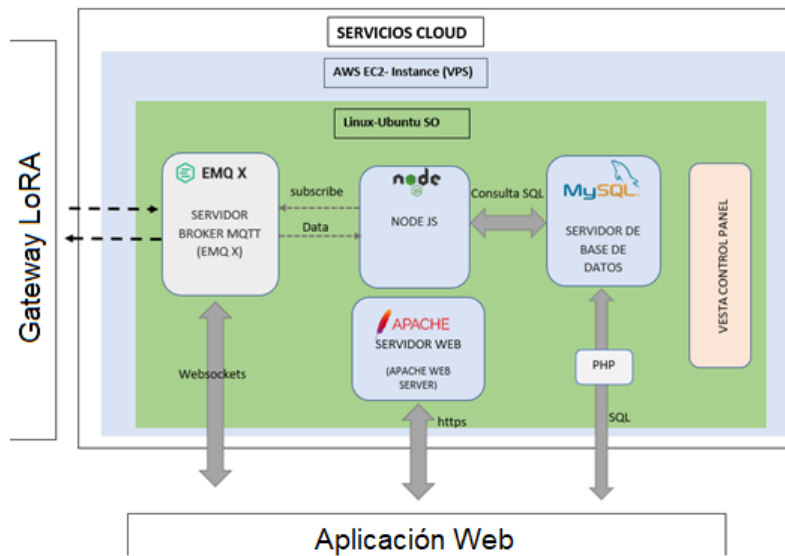 SERVICIOS CLOUD
AWS EC2- Instance (VPS)
Linux-Ubuntu SO
Gateway LoRA
EMQ X
SERVIDOR
BROKER MQTT
(EMQ X)
subscribe
Data
node
JS
NODE JS
Consulta SQL
MySQL
SERVIDOR DE
BASE DE
DATOS
VESTA CONTROL PANEL
APACHE
SERVIDOR WEB
(APACHE WEB
SERVER)
PHP
Websockets
https
SQL
Aplicación Web